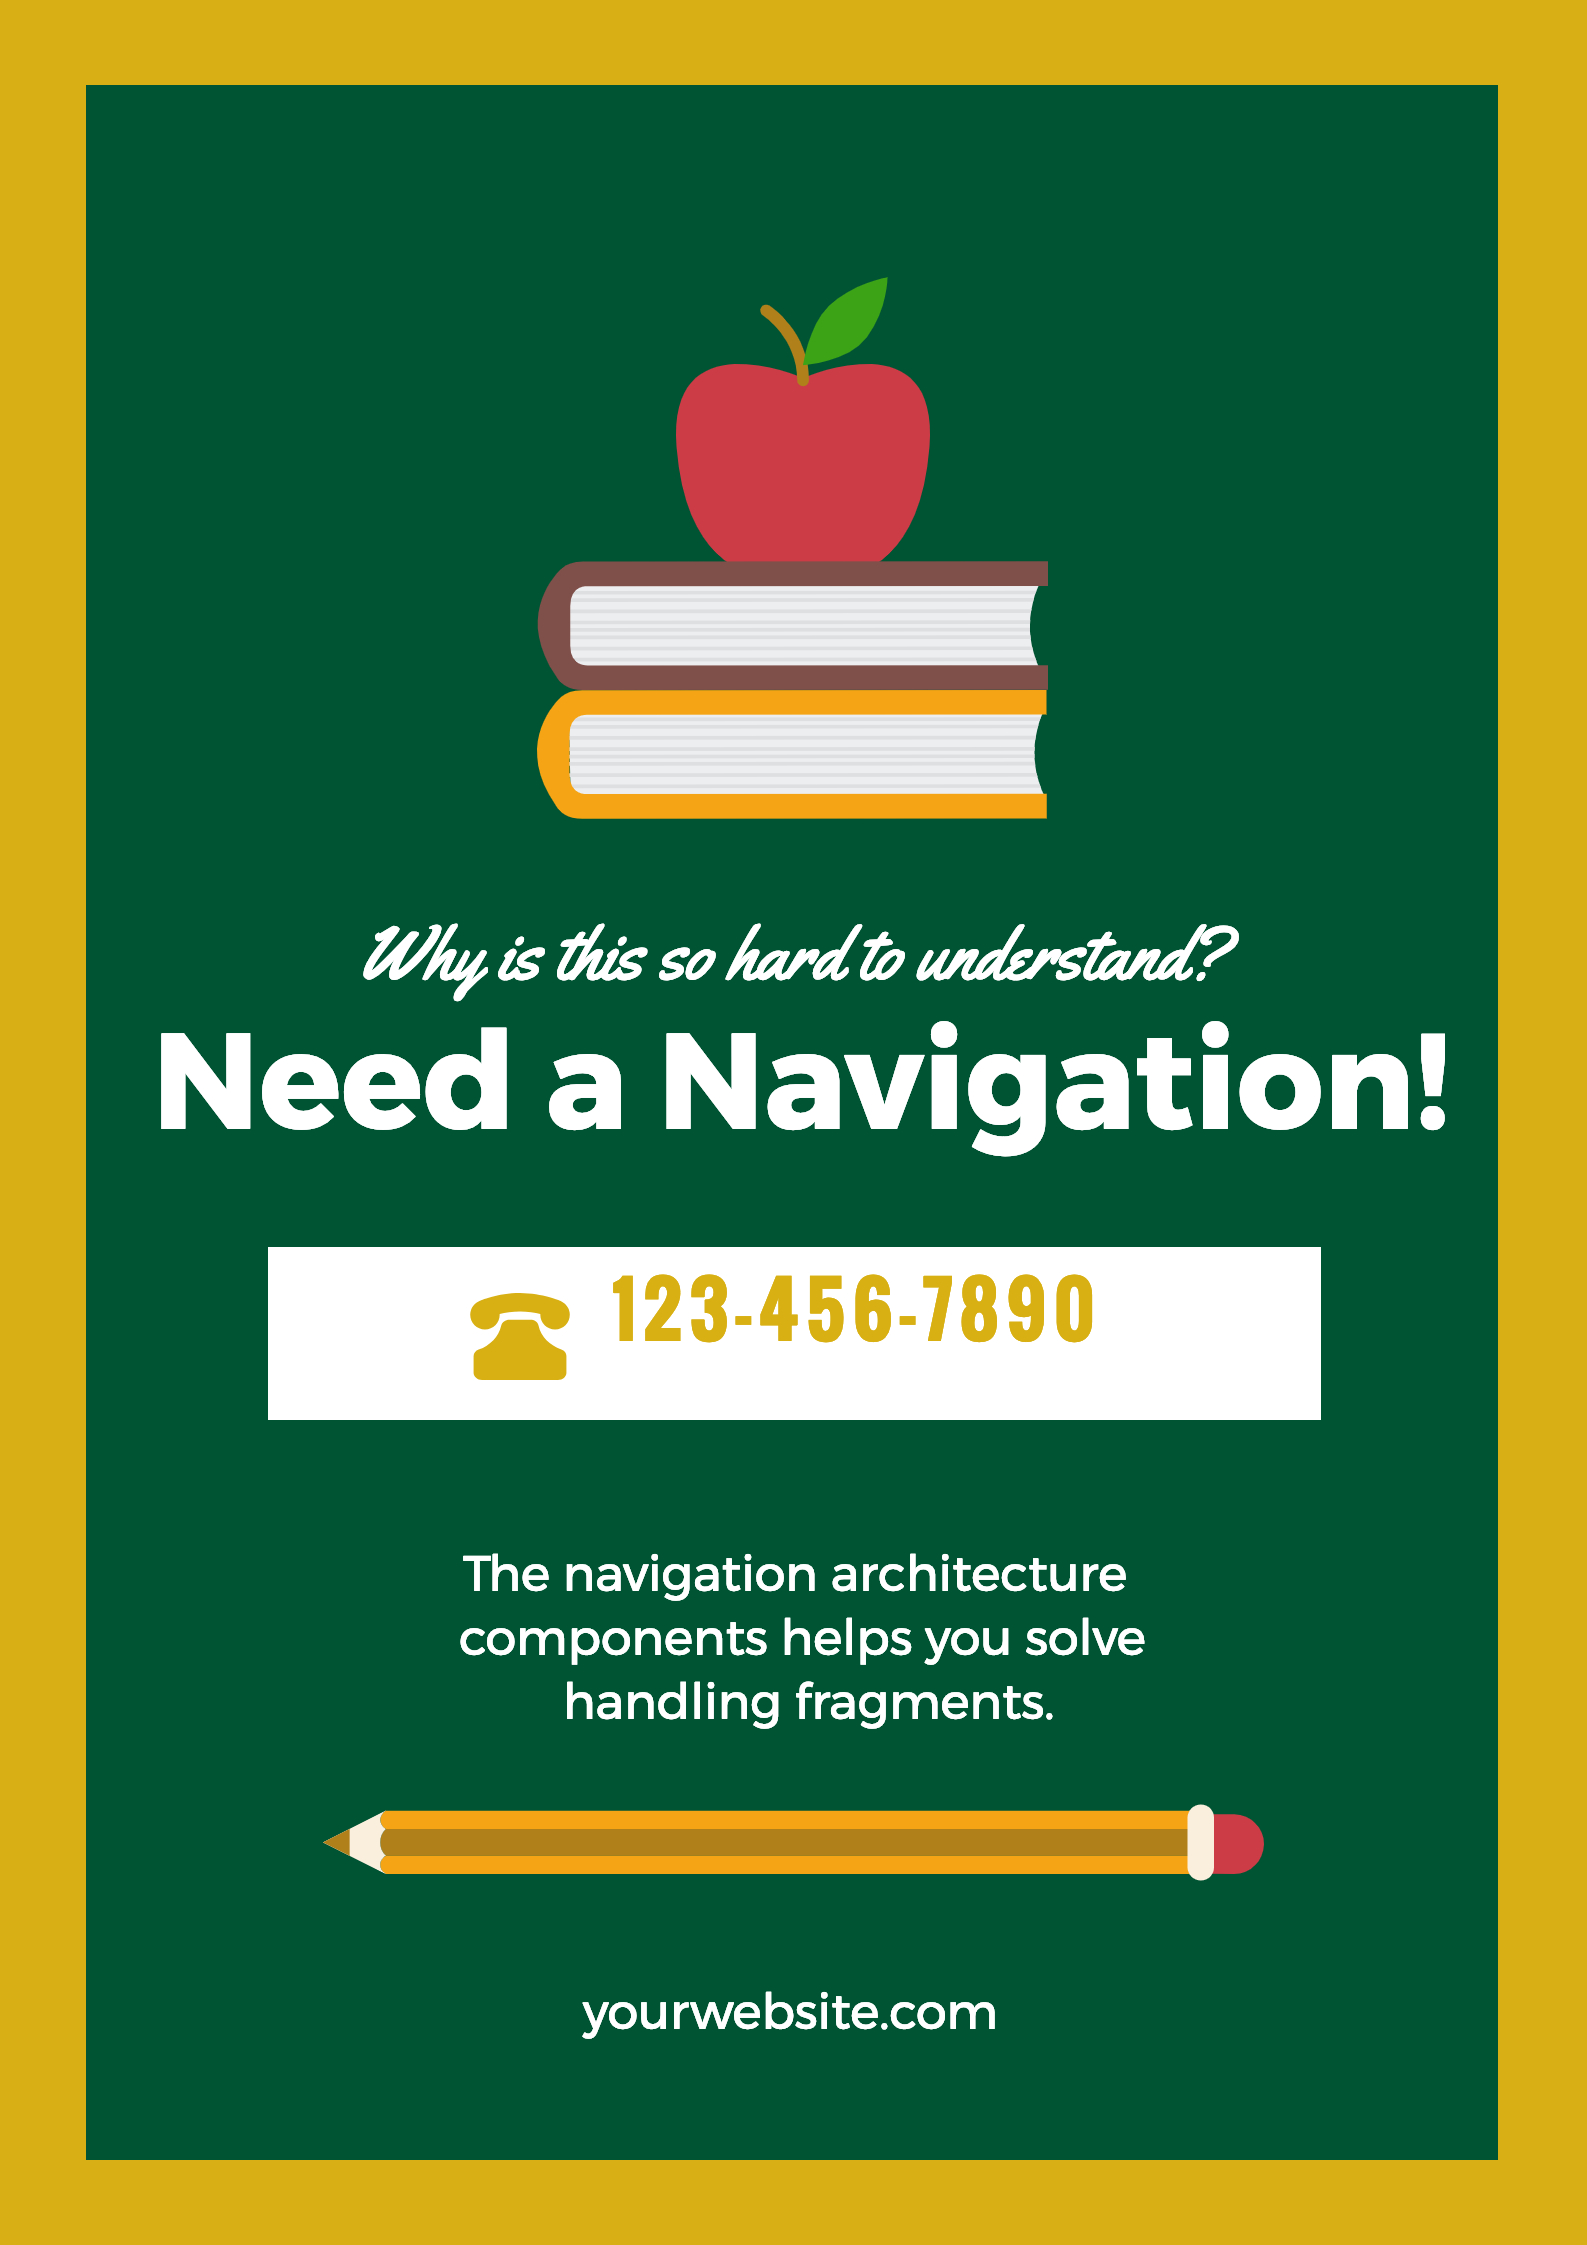 Why is this so hard to understand?
Need a Navigation!
123-456-7890
The navigation architecture
components helps you solve
handling fragments.
yourwebsite.com